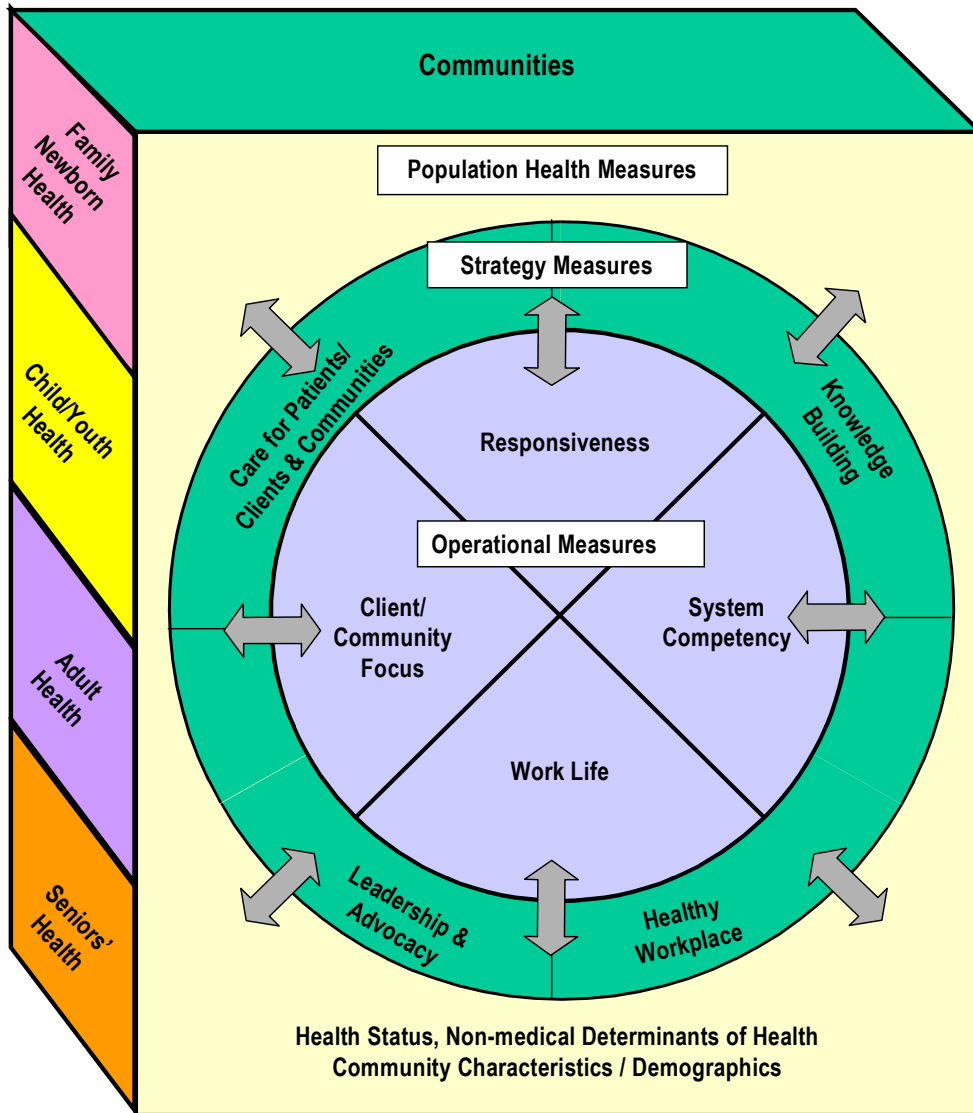 Communities
Family
Newborn
Health
Child/Youth
Health
Adult
Health
Seniors’
Health
Population Health Measures
Strategy Measures
Care for Patients/
Clients & Communities
Knowledge
Building
Responsiveness
Operational Measures
Client/
Community
Focus
System
Competency
Work Life
Leadership &
Advocacy
Healthy
Workplace
Health Status, Non-medical Determinants of Health
Community Characteristics / Demographics